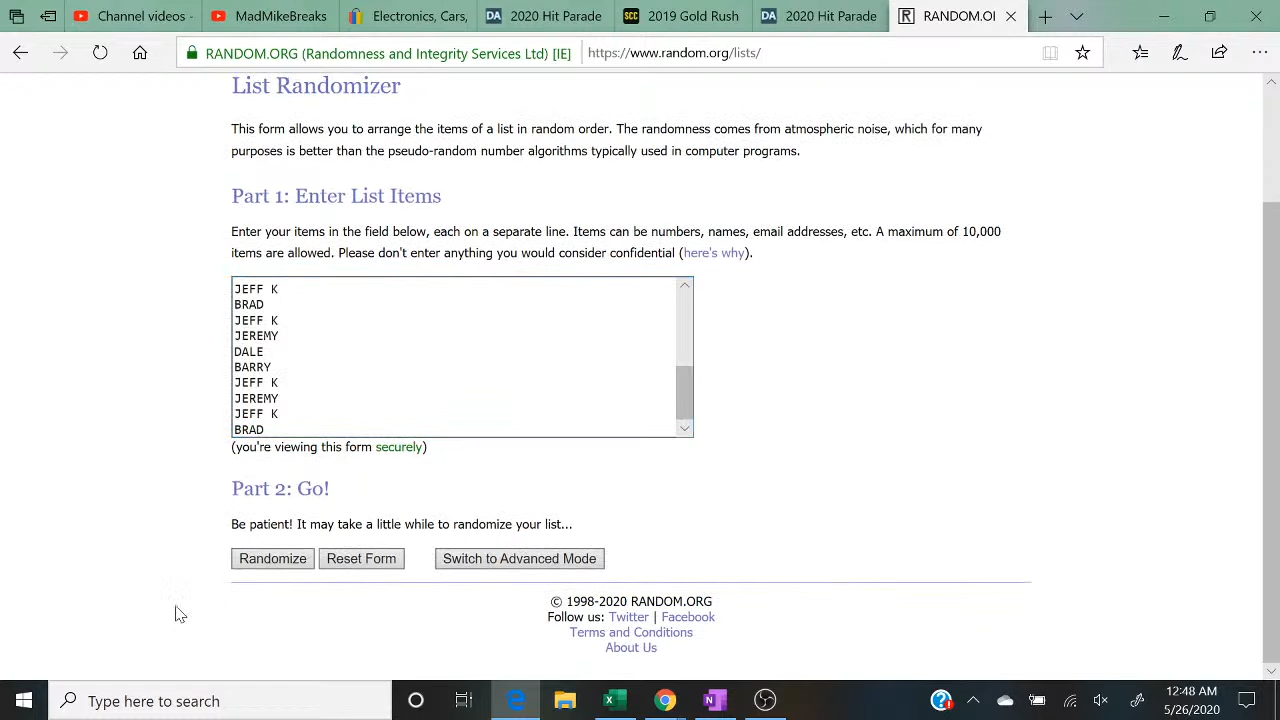 Channel videos -
MadMikeBreaks
Electronics, Cars,
DA 2020 Hit Parade
SCC 2019 Gold Rush
DA 2020 Hit Parade
R RANDOM.OI
RANDOM.ORG (Randomness and Integrity Services Ltd) [IE]
https://www.random.org/lists/
List Randomizer
This form allows you to arrange the items of a list in random order. The randomness comes from atmospheric noise, which for many
purposes is better than the pseudo-random number algorithms typically used in computer programs.
Part 1: Enter List Items
Enter your items in the field below, each on a separate line. Items can be numbers, names, email addresses, etc. A maximum of 10,000
items are allowed. Please don't enter anything you would consider confidential (here's why).
JEFF K
BRAD
JEFF K
JEREMY
DALE
BARRY
JEFF K
JEREMY
JEFF K
BRAD
(you're viewing this form securely)
Part 2: Go!
Be patient! It may take a little while to randomize your list...
Randomize Reset Form Switch to Advanced Mode
© 1998-2020 RANDOM.ORG
Follow us: Twitter | Facebook
Terms and Conditions
About Us
Type here to search
12:48 AM
5/26/2020